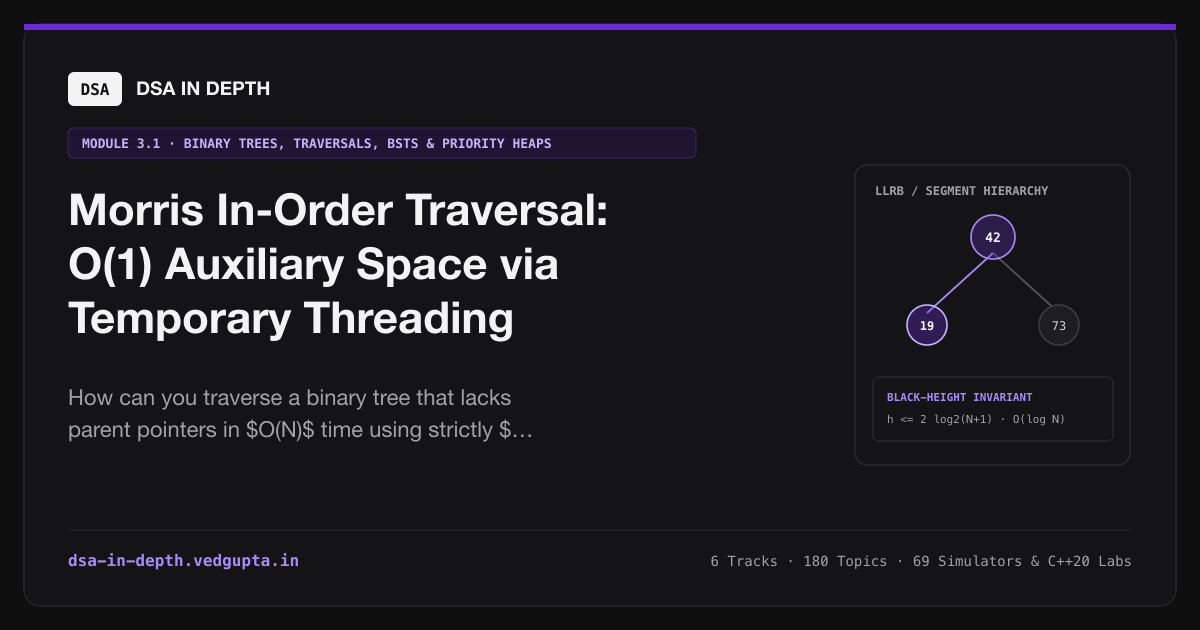 DSA
DSA IN DEPTH
MODULE 3.1 · BINARY TREES, TRAVERSALS, BSTS & PRIORITY HEAPS
Morris In-Order Traversal:
O(1) Auxiliary Space via
Temporary Threading
How can you traverse a binary tree that lacks
parent pointers in $O(N)$ time using strictly $...
LLRB / SEGMENT HIERARCHY
42
19
73
BLACK-HEIGHT INVARIANT
h <= 2 log2(N+1) · O(log N)
dsa-in-depth.vedgupta.in
6 Tracks · 180 Topics · 69 Simulators & C++20 Labs